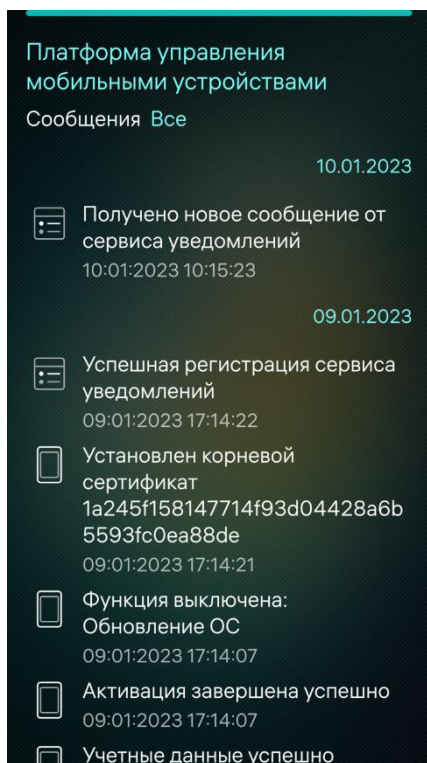 Платформа управления
мобильными устройствами
Сообщения Все
10.01.2023
Получено новое сообщение от
сервиса уведомлений
10:01:2023 10:15:23
09.01.2023
Успешная регистрация сервиса
уведомлений
09:01:2023 17:14:22
Установлен корневой
сертификат
1a245f158147714f93d04428a6b
5593fc0ea88de
09:01:2023 17:14:21
Функция выключена:
Обновление ОС
09:01:2023 17:14:07
Активация завершена успешно
09:01:2023 17:14:07
Учетные данные успешно